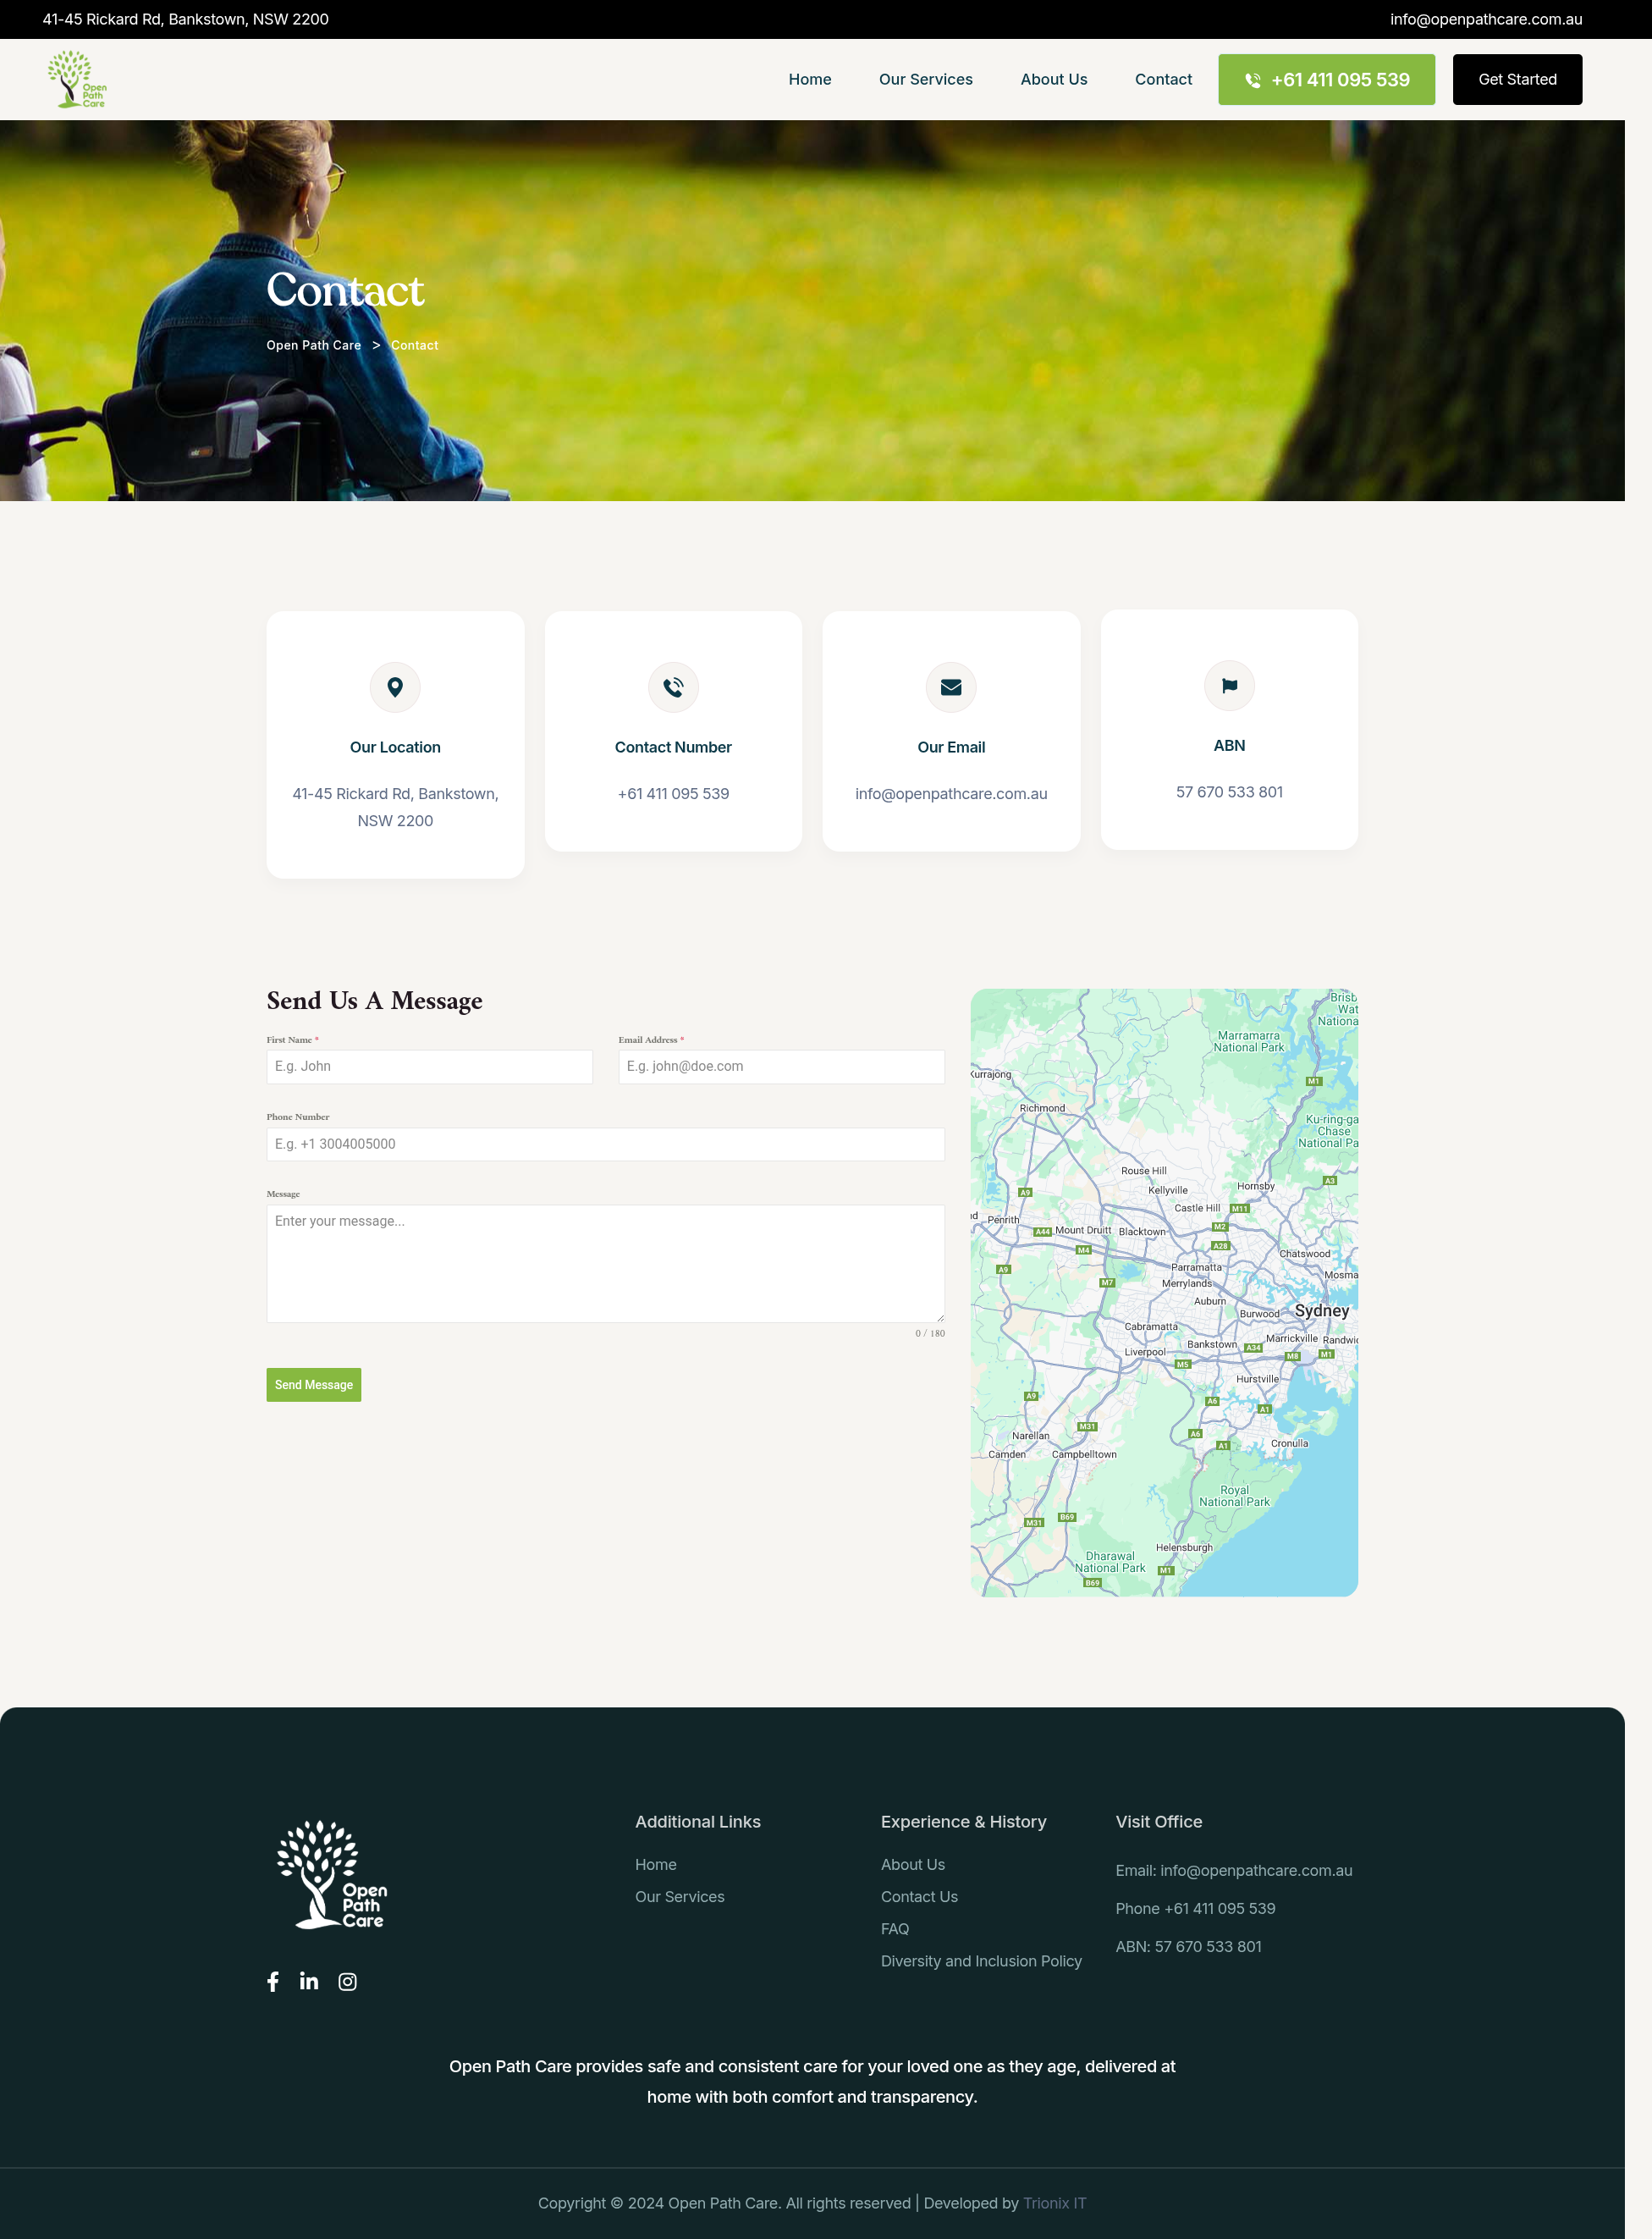 41-45 Rickard Rd, Bankstown, NSW 2200
info@openpathcare.com.au
Open
Path
Care
Home
Our Services
About Us
Contact
+61 411 095 539
Get Started
Contact
Open Path Care > Contact
Our Location
41-45 Rickard Rd, Bankstown,
NSW 2200
Contact Number
+61 411 095 539
Our Email
info@openpathcare.com.au
ABN
57 670 533 801
Send Us A Message
First Name *
E.g. John
Email Address *
E.g. john@doe.com
Phone Number
E.g. +1 3004005000
Message
Enter your message...
0 / 180
Send Message
Brisb
Wat
Nationa
Marramarra
National Park
Kurrajong
M1
Richmond
Ku-ring-ga
Chase
National Pa
Rouse Hill
A3
Kellyville
Hornsby
A9
Castle Hill
M11
nd
Penrith
M2
A44
Mount Druitt
Blacktown
M4
A28
Chatswood
A9
Parramatta
Mosma
M7
Merrylands
Auburn
Burwood
Sydney
Cabramatta
Marrickville
Randwic
Bankstown
A34
Liverpool
M8
M1
M5
Hurstville
A9
A6
A1
M31
Narellan
A6
A1
Cronulla
Camden
Campbelltown
Royal
National Park
B69
M31
Helensburgh
Dharawal
National Park
M1
B69
Open
Path
Care
Additional Links
Home
Our Services
Experience & History
About Us
Contact Us
FAQ
Diversity and Inclusion Policy
Visit Office
Email: info@openpathcare.com.au
Phone +61 411 095 539
ABN: 57 670 533 801
Open Path Care provides safe and consistent care for your loved one as they age, delivered at
home with both comfort and transparency.
Copyright © 2024 Open Path Care. All rights reserved | Developed by Trionix IT